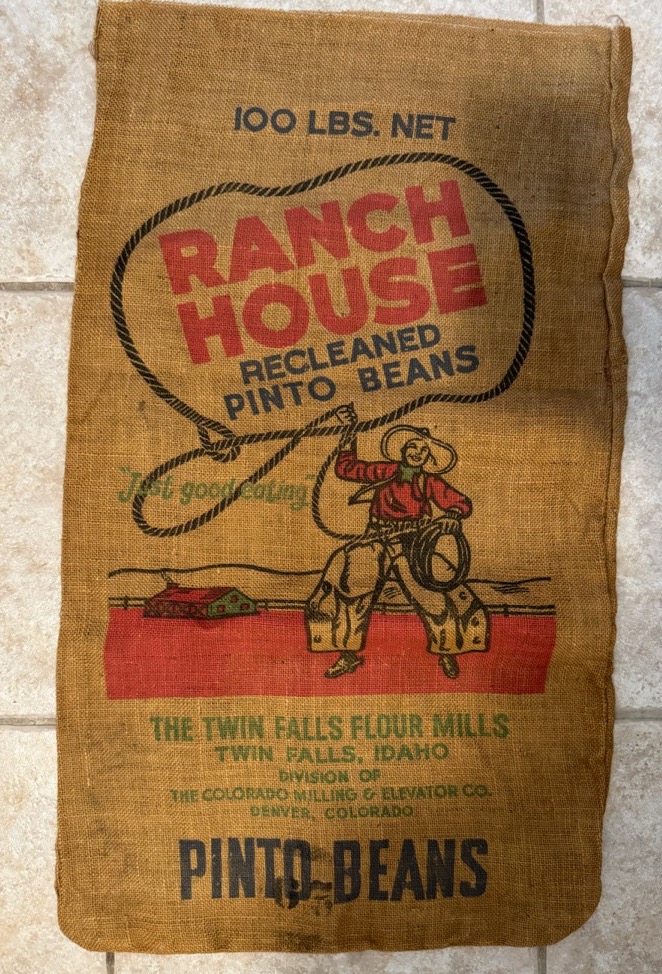 100 LBS. NET
RANCH
HOUSE
RECLEANED
PINTO BEANS
"Just good eating"
THE TWIN FALLS FLOUR MILLS
TWIN FALLS, IDAHO
DIVISION OF
THE COLORADO MILLING & ELEVATOR CO.
DENVER, COLORADO
PINTO BEANS